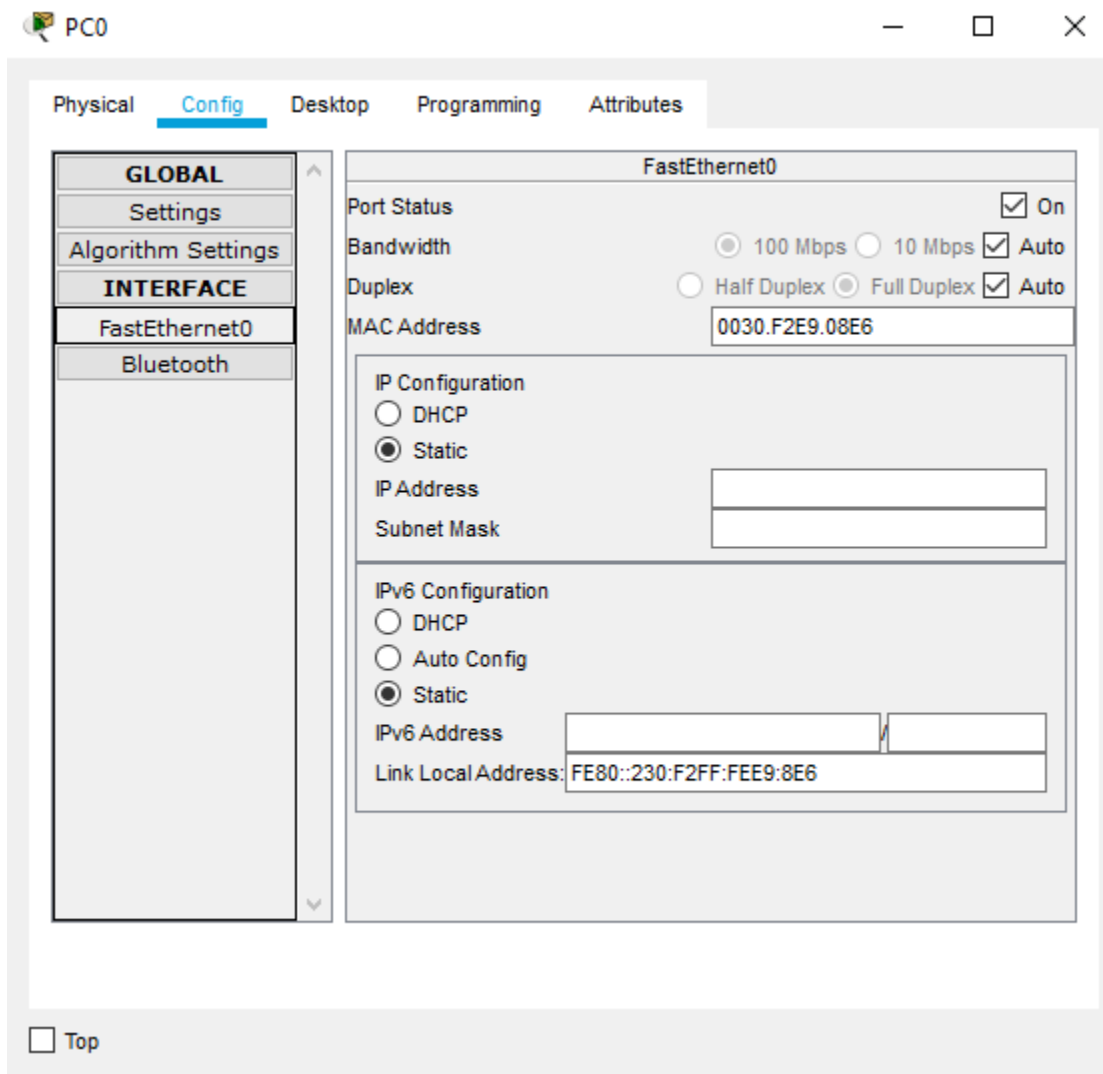 PC0
Physical Config Desktop Programming Attributes
GLOBAL
Settings
Algorithm Settings
INTERFACE
FastEthernet0
Bluetooth
FastEthernet0
Port Status On
Bandwidth 100 Mbps 10 Mbps Auto
Duplex Half Duplex Full Duplex Auto
MAC Address 0030.F2E9.08E6
IP Configuration
DHCP
Static
IP Address
Subnet Mask
IPv6 Configuration
DHCP
Auto Config
Static
IPv6 Address /
Link Local Address: FE80::230:F2FF:FEE9:8E6
Top